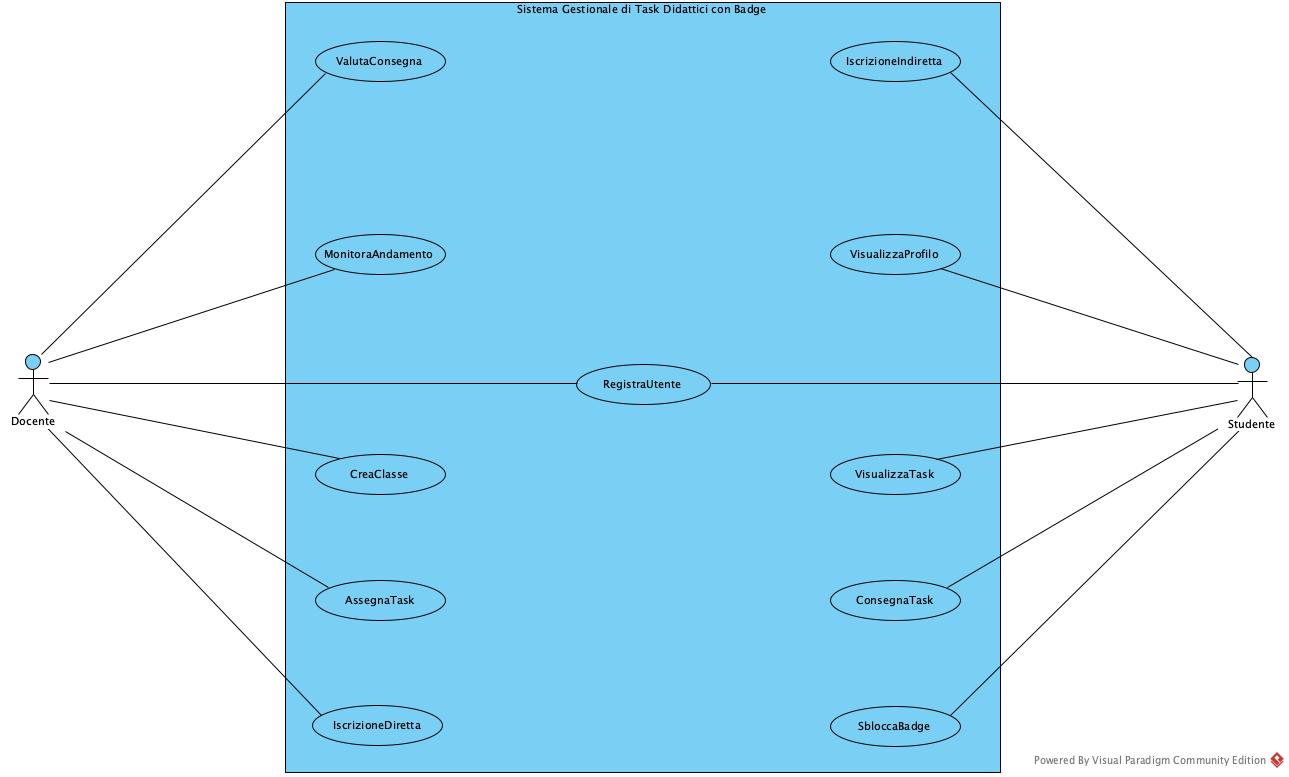 Sistema Gestionale di Task Didattici con Badge
ValutaConsegna
IscrizioneIndiretta
MonitoraAndamento
VisualizzaProfilo
RegistraUtente
Docente
Studente
CreaClasse
VisualizzaTask
AssegnaTask
ConsegnaTask
IscrizioneDiretta
SbloccaBadge
Powered By Visual Paradigm Community Edition